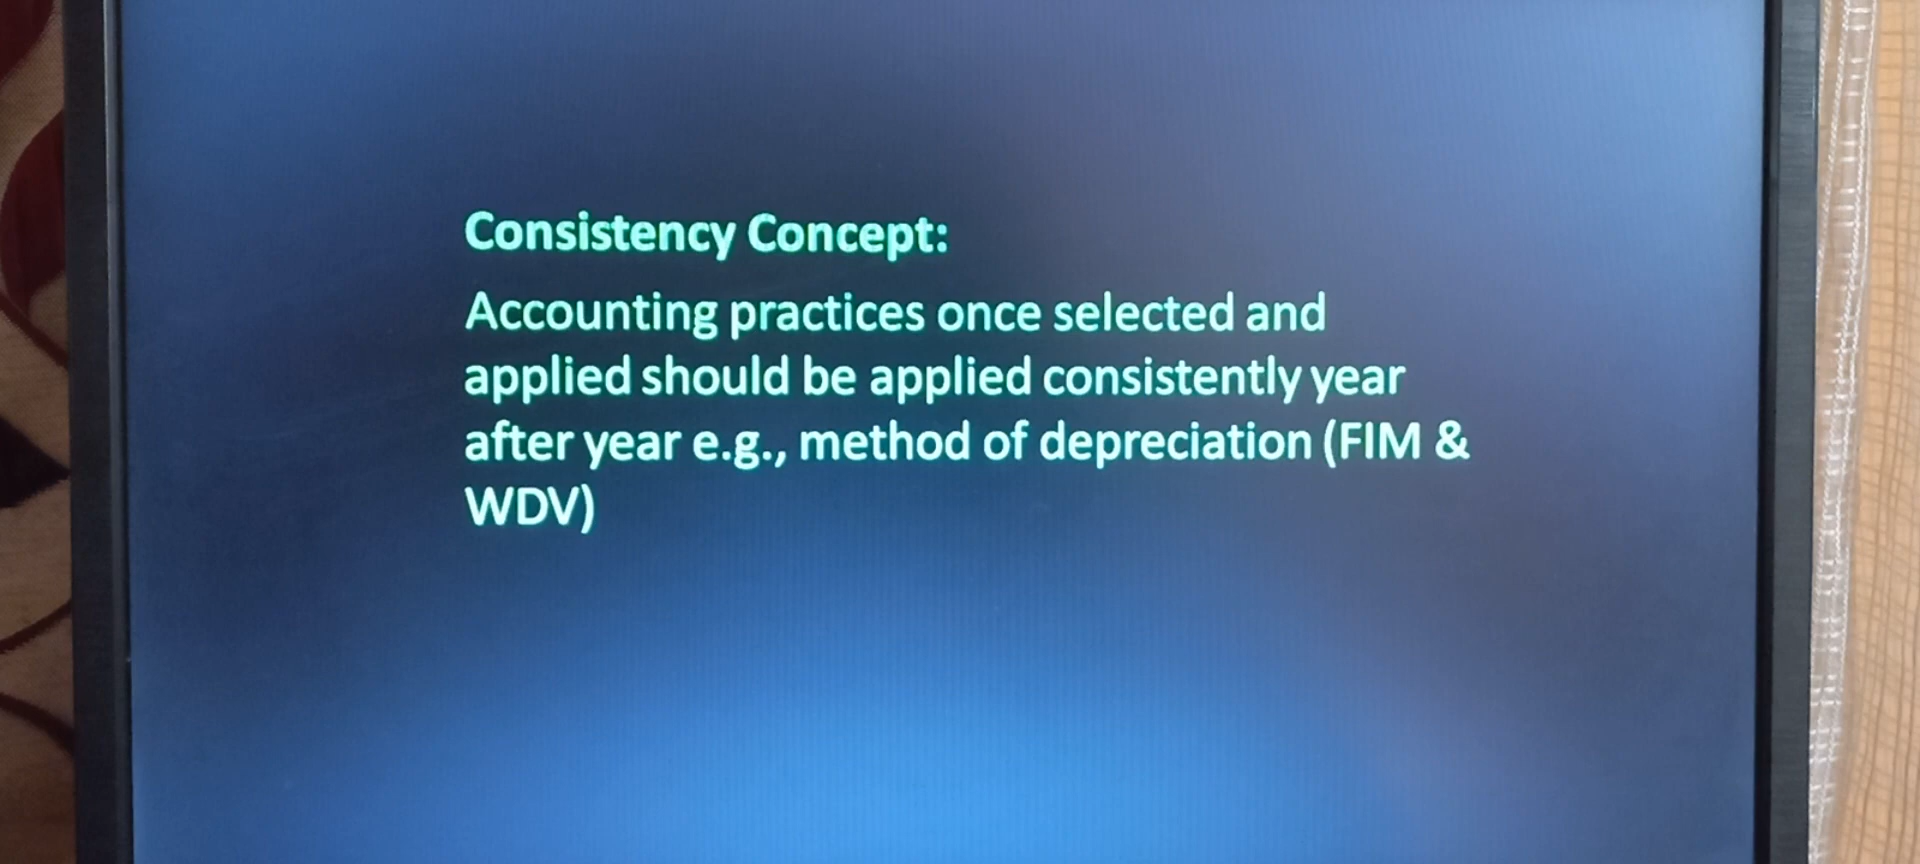 Consistency Concept:
Accounting practices once selected and
applied should be applied consistently year
after year e.g., method of depreciation (FIM &
WDV)